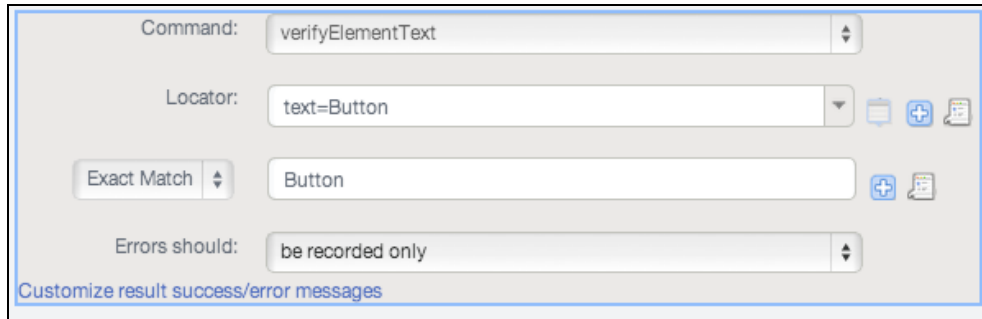 Command: verifyElementText
Locator: text=Button
Exact Match Button
Errors should: be recorded only
Customize result success/error messages